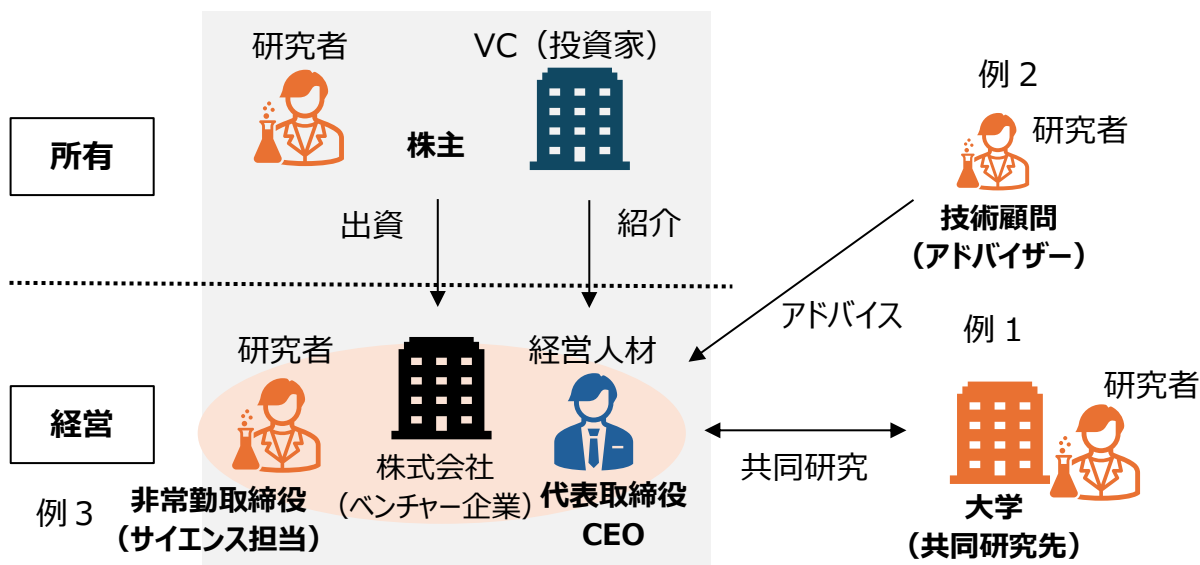 研究者
VC（投資家）
例２
研究者
所有
株主
技術顧問
（アドバイザー）
出資
紹介
アドバイス
例１
研究者
経営人材
研究者
経営
株式会社
（ベンチャー企業）
共同研究
例３
非常勤取締役
（サイエンス担当）
代表取締役
CEO
大学
（共同研究先）